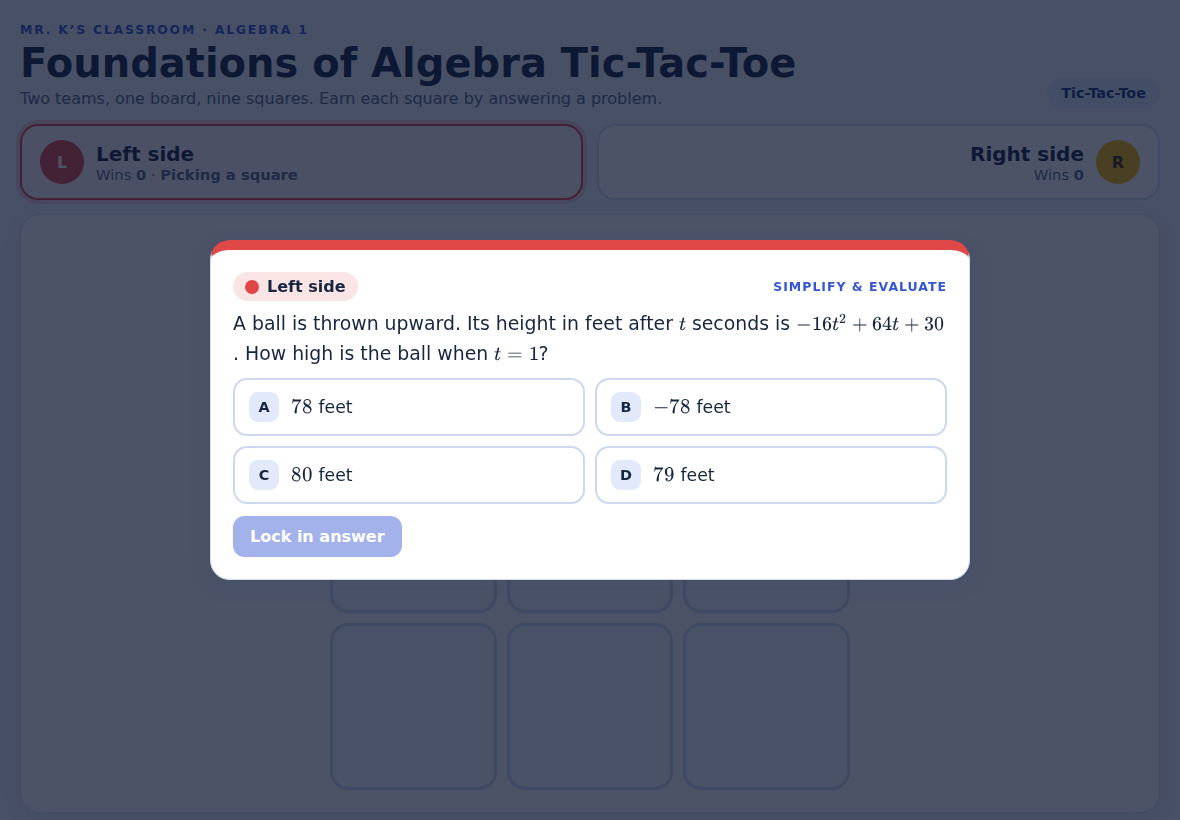 MR. K'S CLASSROOM · ALGEBRA 1
Foundations of Algebra Tic-Tac-Toe
Two teams, one board, nine squares. Earn each square by answering a problem.
Tic-Tac-Toe
L
Left side
Wins 0 · Picking a square
Right side
Wins 0
R
Left side
SIMPLIFY & EVALUATE
A ball is thrown upward. Its height in feet after t seconds is −16t² + 64t + 30
. How high is the ball when t = 1?
A 78 feet
B −78 feet
C 80 feet
D 79 feet
Lock in answer